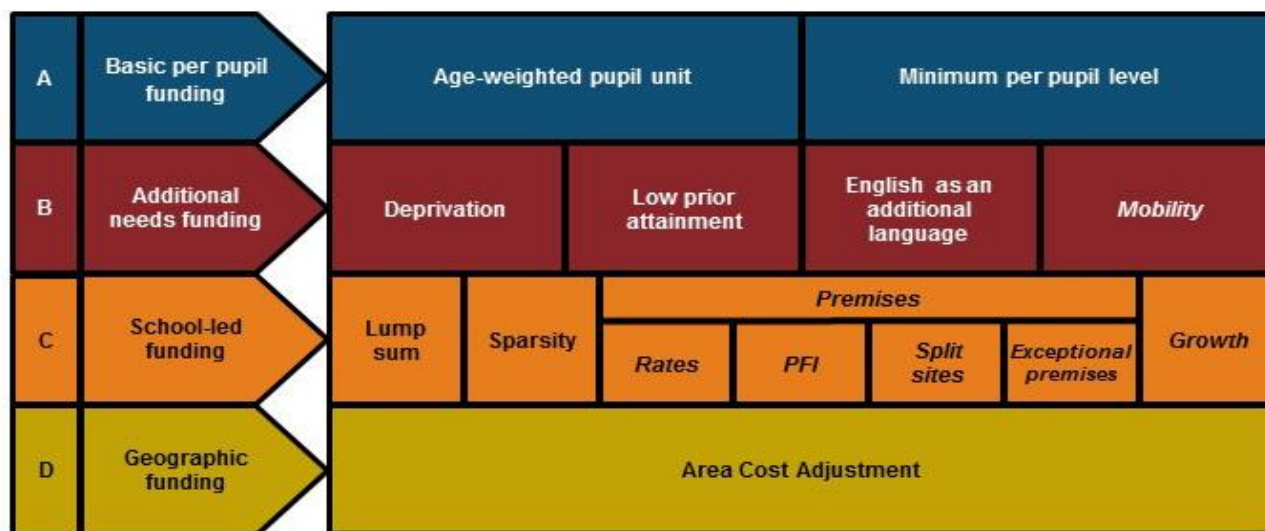 A
Basic per pupil
funding
Age-weighted pupil unit
Minimum per pupil level
B
Additional
needs funding
Deprivation
Low prior
attainment
English as an
additional
language
Mobility
C
School-led
funding
Lump
sum
Sparsity
Premises
Rates
PFI
Split
sites
Exceptional
premises
Growth
D
Geographic
funding
Area Cost Adjustment